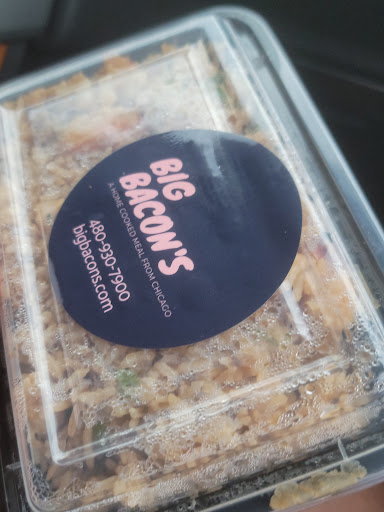 BIG
BACON'S
A HOME COOKED MEAL FROM CHICAGO
480-930-7900
bigbacons.com